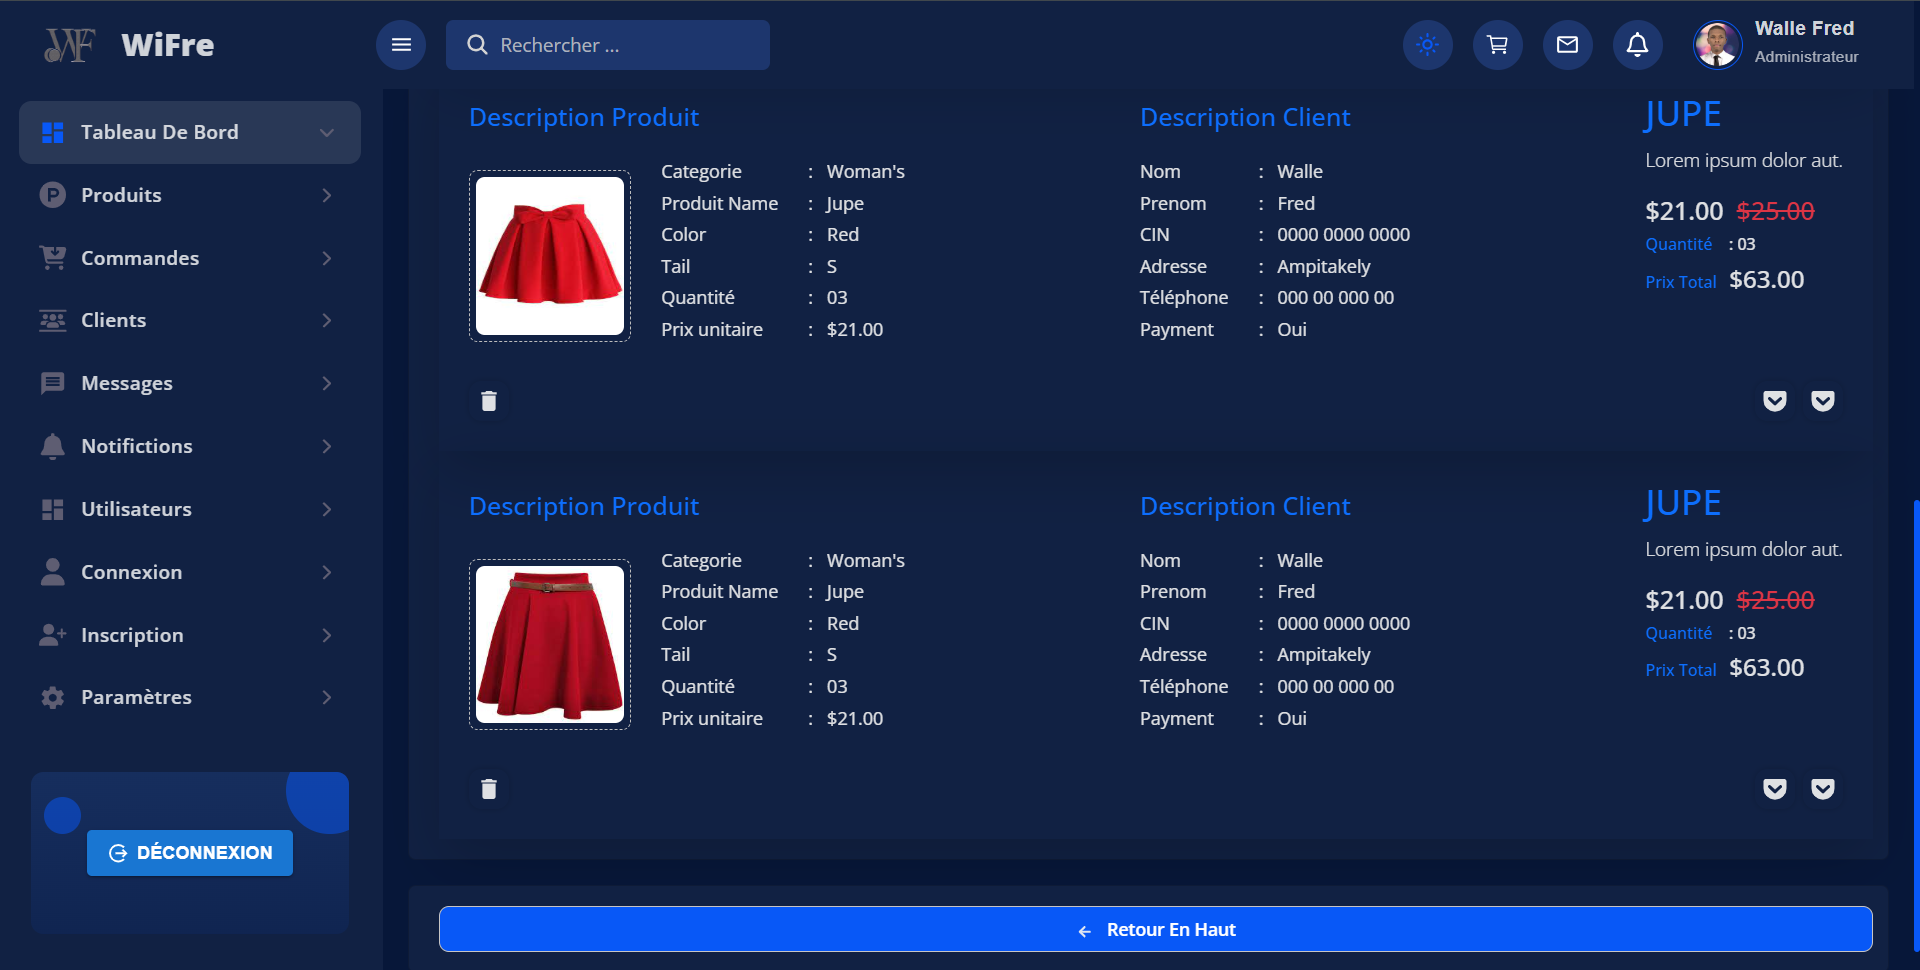 WF WiFre
Rechercher ...
Walle Fred
Administrateur
Tableau De Bord
Produits
Commandes
Clients
Messages
Notifictions
Utilisateurs
Connexion
Inscription
Paramètres
DÉCONNEXION
Description Produit
Categorie : Woman's
Produit Name : Jupe
Color : Red
Tail : S
Quantité : 03
Prix unitaire : $21.00
Description Client
Nom : Walle
Prenom : Fred
CIN : 0000 0000 0000
Adresse : Ampitakely
Téléphone : 000 00 000 00
Payment : Oui
JUPE
Lorem ipsum dolor aut.
$21.00 $25.00
Quantité : 03
Prix Total $63.00
Description Produit
Categorie : Woman's
Produit Name : Jupe
Color : Red
Tail : S
Quantité : 03
Prix unitaire : $21.00
Description Client
Nom : Walle
Prenom : Fred
CIN : 0000 0000 0000
Adresse : Ampitakely
Téléphone : 000 00 000 00
Payment : Oui
JUPE
Lorem ipsum dolor aut.
$21.00 $25.00
Quantité : 03
Prix Total $63.00
Retour En Haut